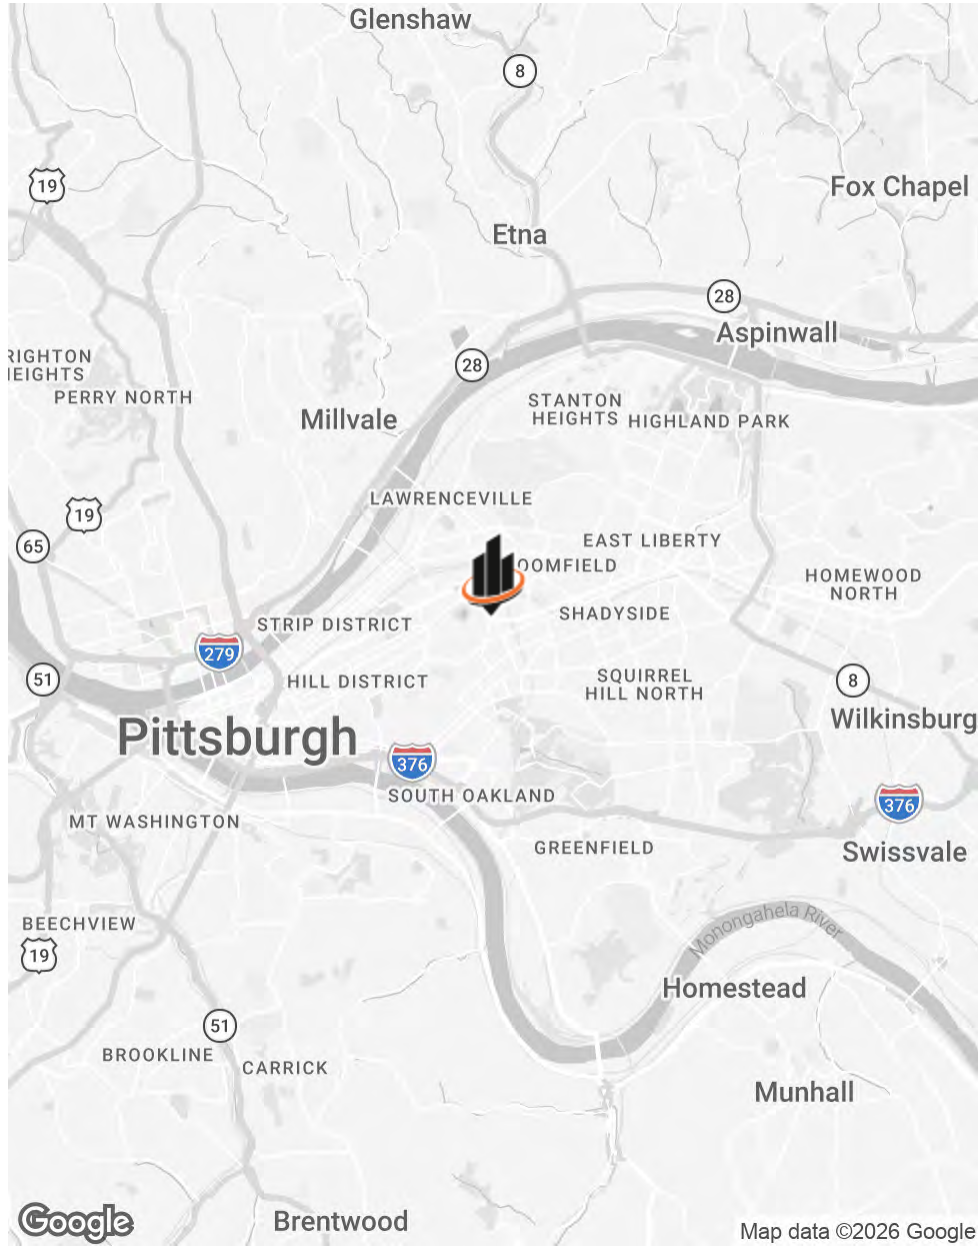 Glenshaw
8
19
Fox Chapel
Etna
28
Aspinwall
RIGHTON
HEIGHTS
28
PERRY NORTH
STANTON
HEIGHTS
HIGHLAND PARK
Millvale
LAWRENCEVILLE
19
65
EAST LIBERTY
OOMFIELD
HOMEWOOD
NORTH
SHADYSIDE
STRIP DISTRICT
279
51
HILL DISTRICT
SQUIRREL
HILL NORTH
8
Wilkinsburg
Pittsburgh
376
SOUTH OAKLAND
376
MT WASHINGTON
GREENFIELD
Swissvale
BEECHVIEW
19
Monongahela River
Homestead
51
BROOKLINE
CARRICK
Munhall
Brentwood
Google
Map data ©2026 Google